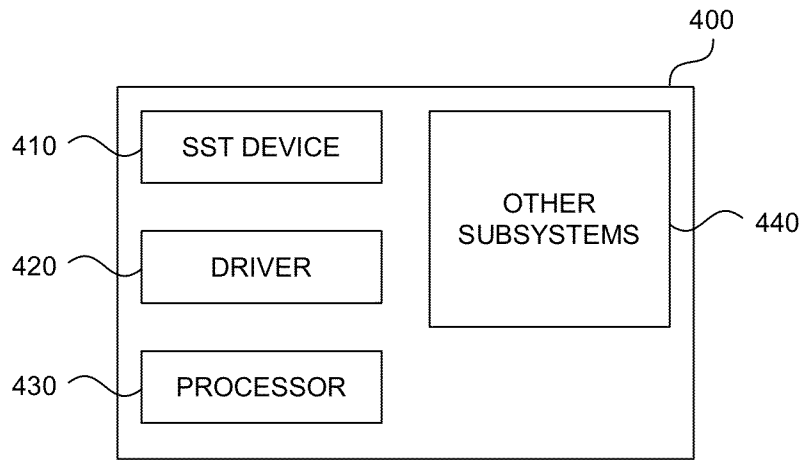 400
410
SST DEVICE
OTHER
SUBSYSTEMS
440
420
DRIVER
430
PROCESSOR